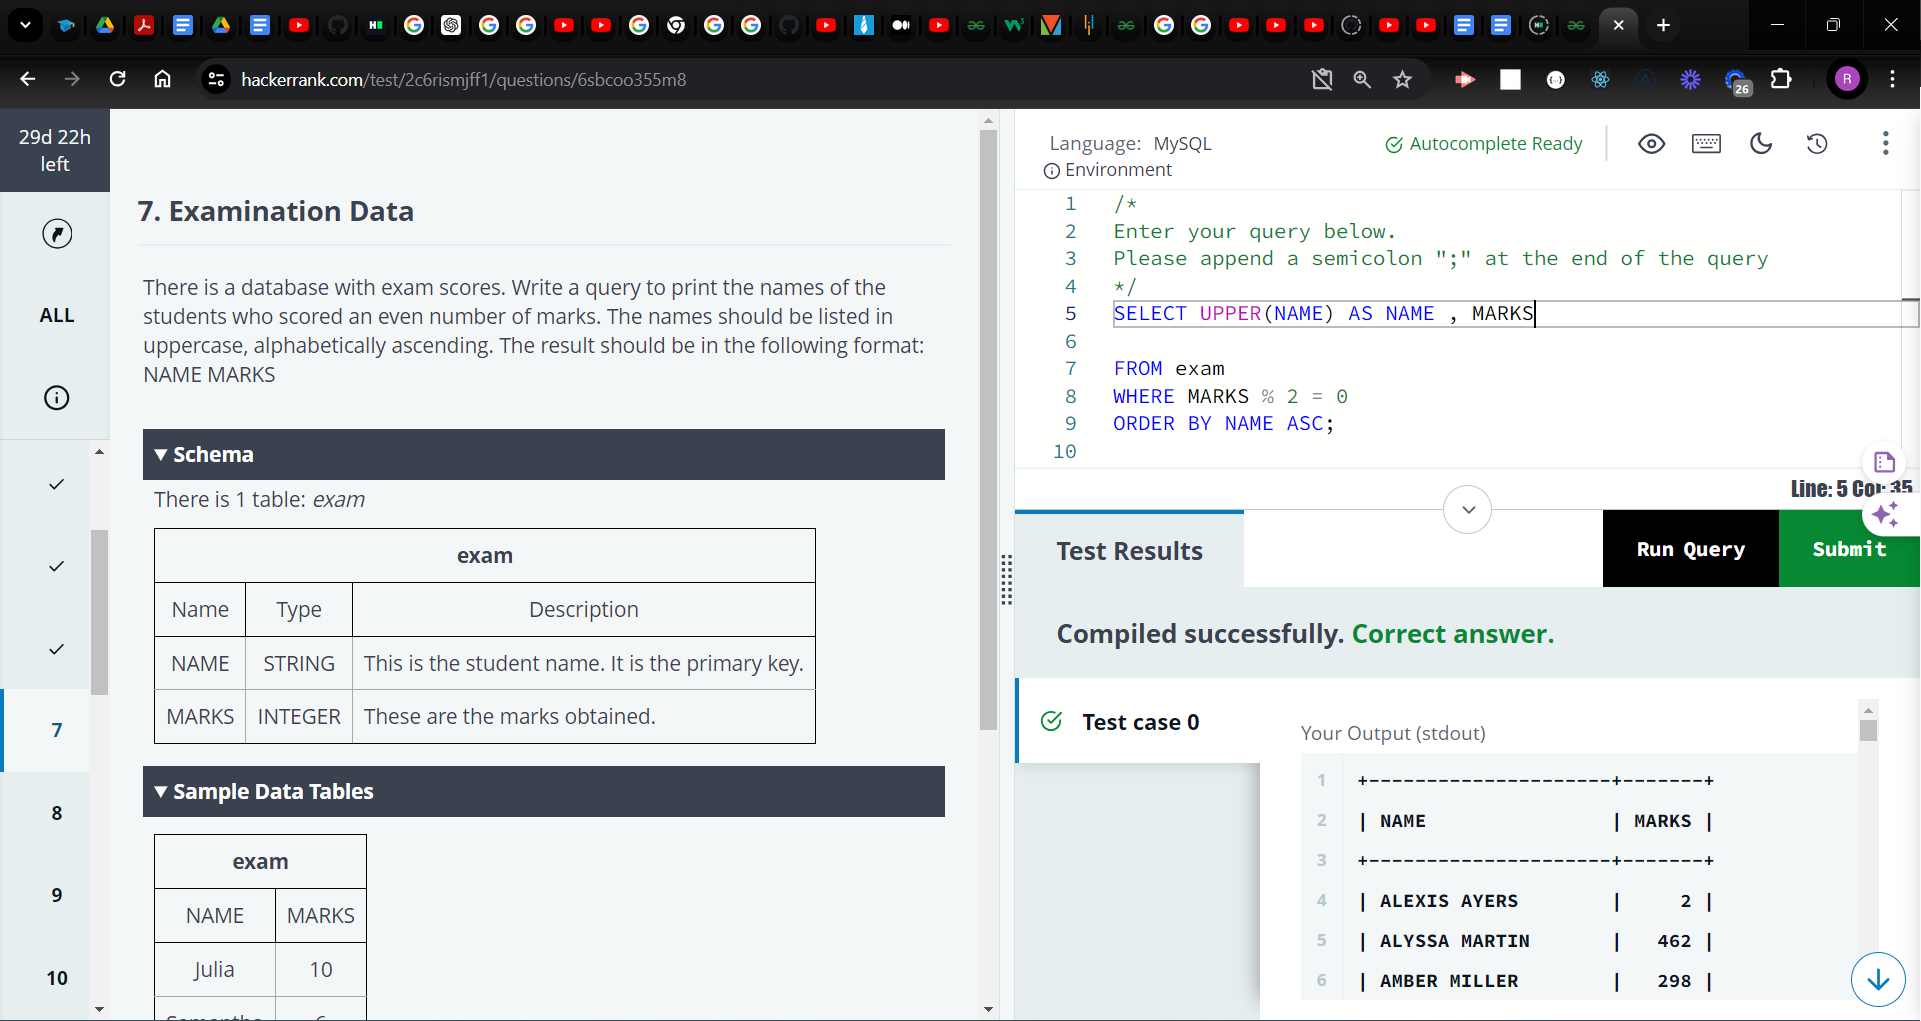 hackerrank.com/test/2c6rismjff1/questions/6sbcoo355m8
26
R
29d 22h
left
ALL
7
8
9
10
7. Examination Data
There is a database with exam scores. Write a query to print the names of the
students who scored an even number of marks. The names should be listed in
uppercase, alphabetically ascending. The result should be in the following format:
NAME MARKS
Schema
There is 1 table: exam
exam
Name Type Description
NAME STRING This is the student name. It is the primary key.
MARKS INTEGER These are the marks obtained.
Sample Data Tables
exam
NAME MARKS
Julia 10
Language: MySQL
Autocomplete Ready
Environment
1 /*
2 Enter your query below.
3 Please append a semicolon ";" at the end of the query
4 */
5 SELECT UPPER(NAME) AS NAME , MARKS
6
7 FROM exam
8 WHERE MARKS % 2 = 0
9 ORDER BY NAME ASC;
10
Line: 5 Col: 35
Test Results
Run Query
Submit
Compiled successfully. Correct answer.
Test case 0
Your Output (stdout)
1 +---------------------+-------+
2 | NAME | MARKS |
3 +---------------------+-------+
4 | ALEXIS AYERS | 2 |
5 | ALYSSA MARTIN | 462 |
6 | AMBER MILLER | 298 |